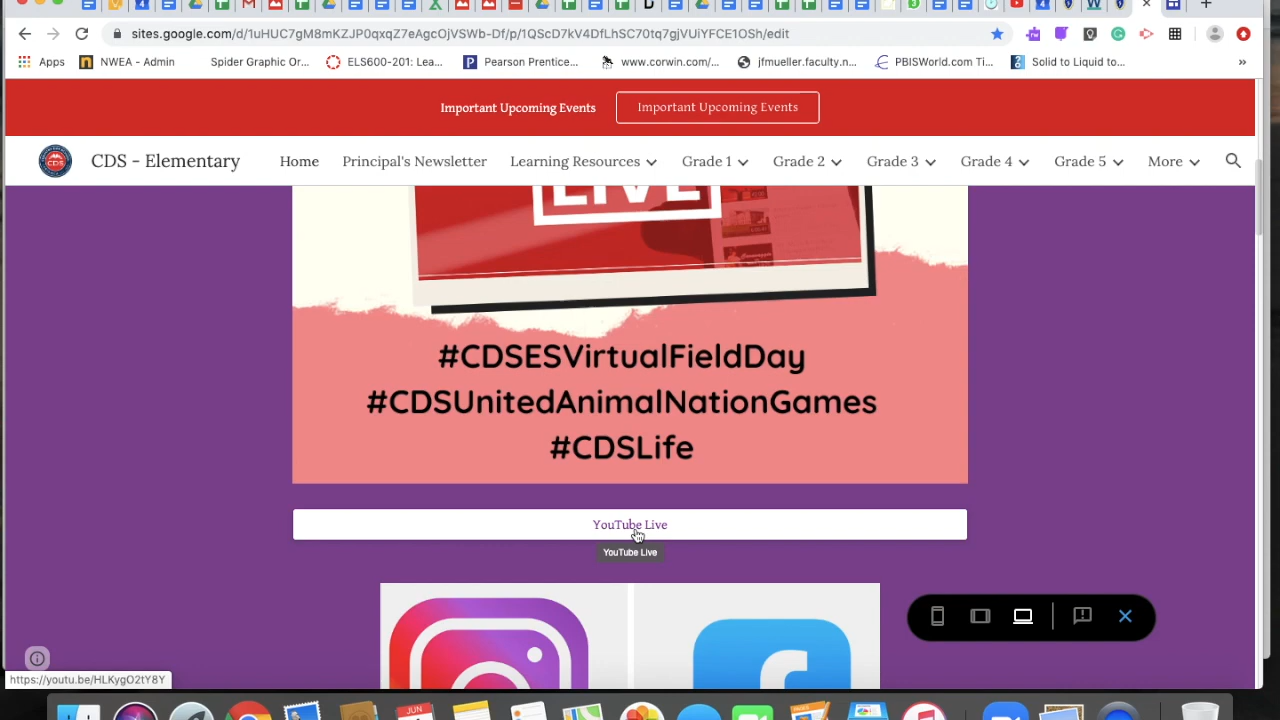 sites.google.com/d/1uHUC7gM8mKZJP0qxqZ7eAgcOjVSWb-Df/p/1QScD7kV4DfLhSC70tq7gjVUiYFCE1OSh/edit
Apps NWEA - Admin Spider Graphic Or... ELS600-201: Lea... Pearson Prentice... www.corwin.com/... jfmueller.faculty.n... PBISWorld.com Ti... Solid to Liquid to...
Important Upcoming Events Important Upcoming Events
CDS CDS - Elementary Home Principal's Newsletter Learning Resources Grade 1 Grade 2 Grade 3 Grade 4 Grade 5 More
LIVE
#CDSESVirtualFieldDay
#CDSUnitedAnimalNationGames
#CDSLife
YouTube Live
YouTube Live
https://youtu.be/HLKygO2tY8Y
JUN